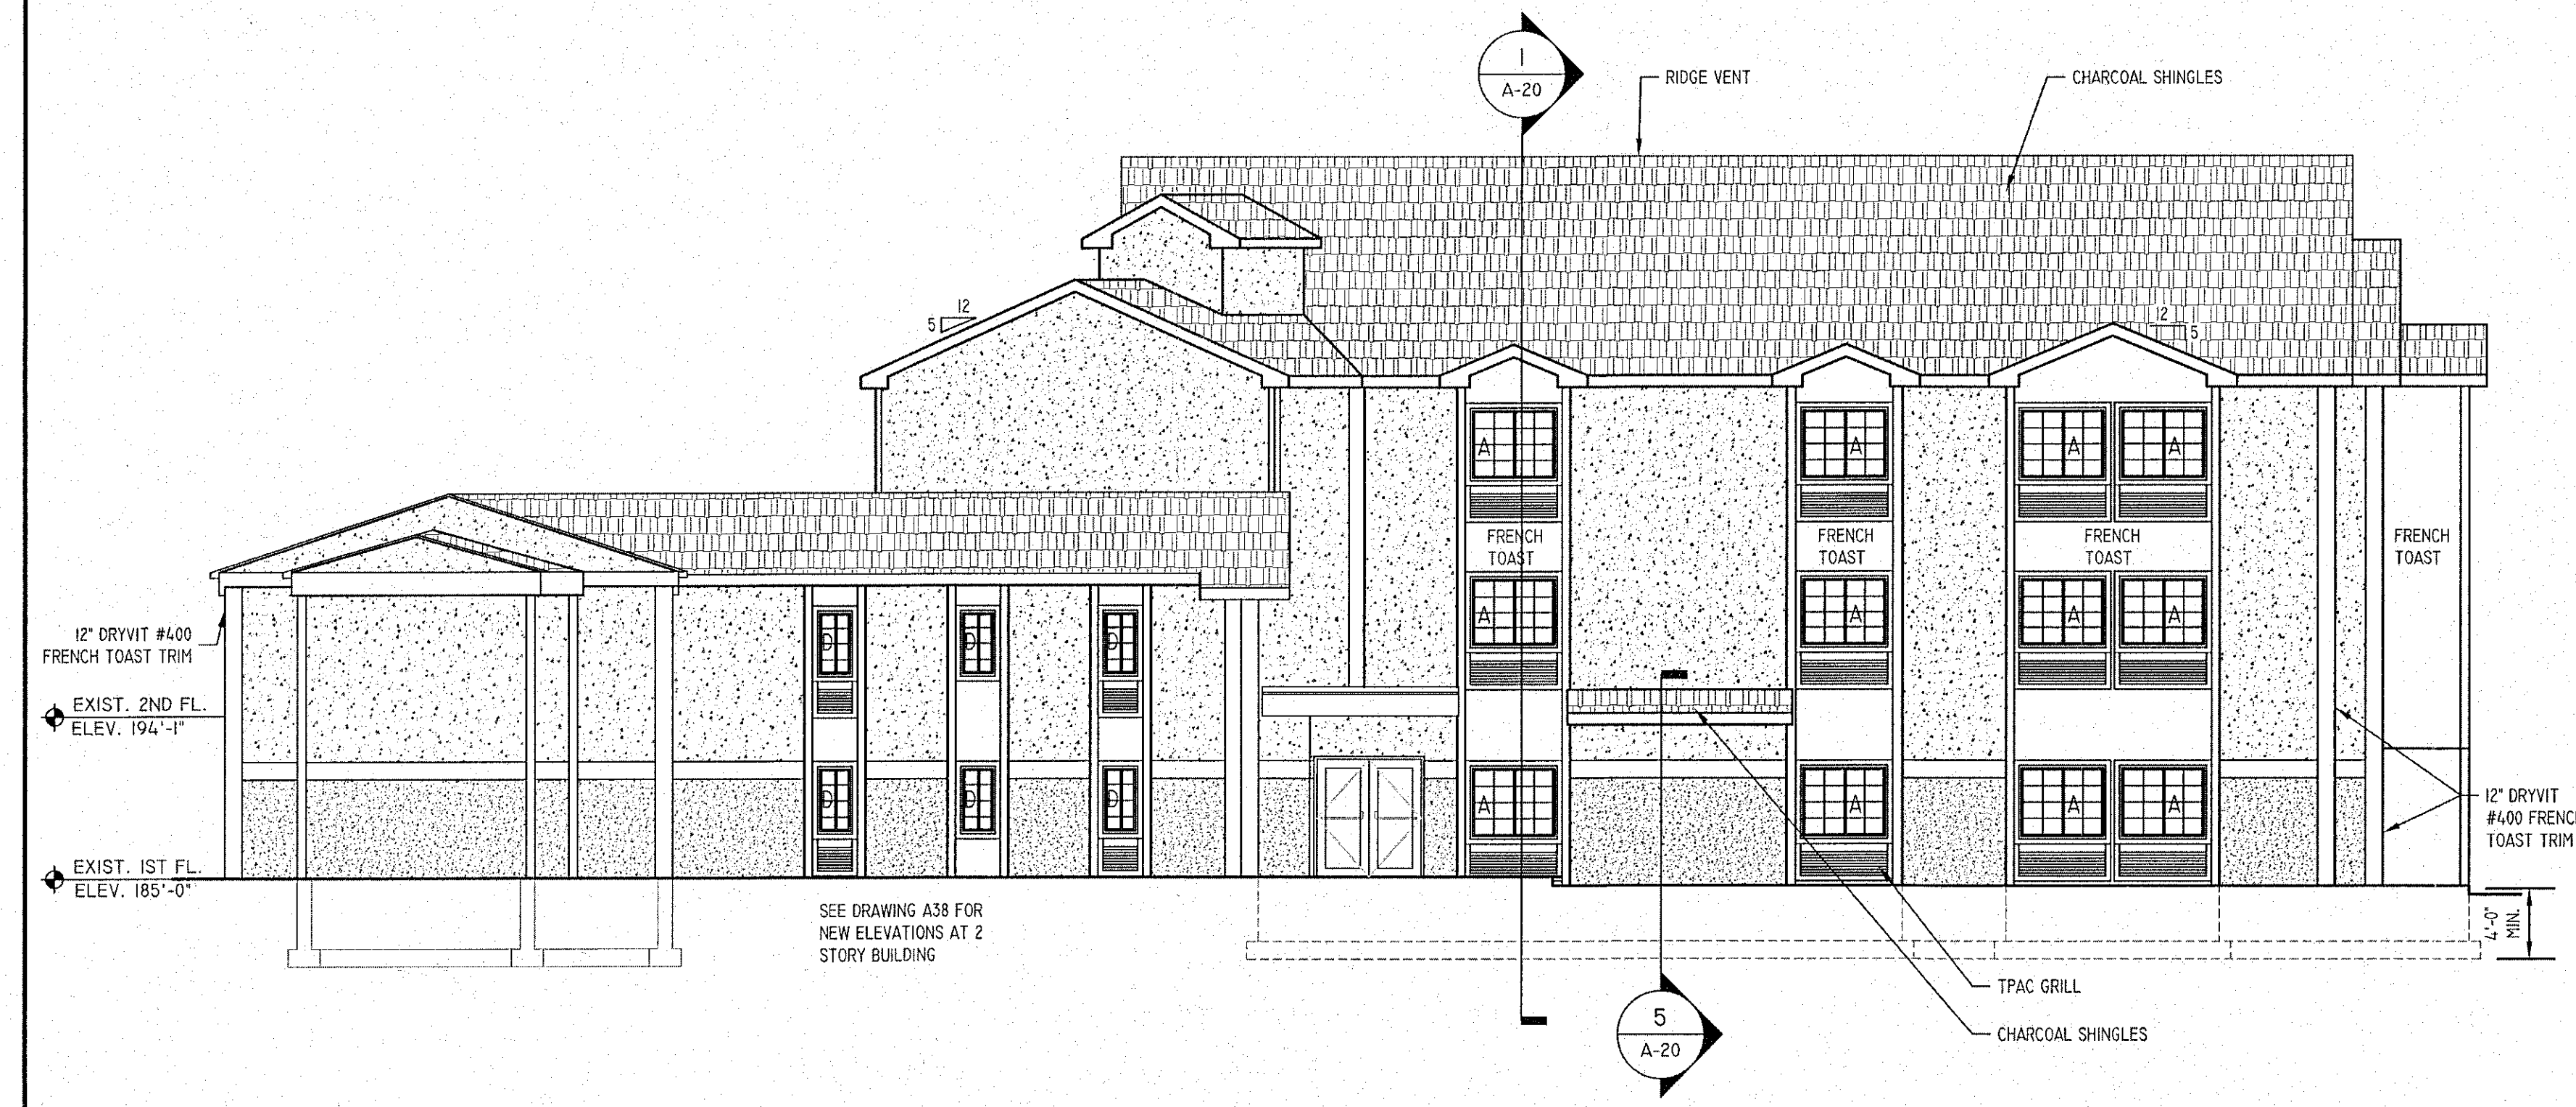 1
A-20
RIDGE VENT
CHARCOAL SHINGLES
12
5
12
5
A
A
A
A
FRENCH
TOAST
FRENCH
TOAST
FRENCH
TOAST
FRENCH
TOAST
12" DRYVIT #400
FRENCH TOAST TRIM
D
D
D
A
A
A
A
EXIST. 2ND FL.
ELEV. 194'-1"
D
D
D
A
A
A
A
12" DRYVIT
#400 FRENCH
TOAST TRIM
EXIST. 1ST FL.
ELEV. 185'-0"
SEE DRAWING A38 FOR
NEW ELEVATIONS AT 2
STORY BUILDING
4'-0"
MIN.
TPAC GRILL
5
A-20
CHARCOAL SHINGLES